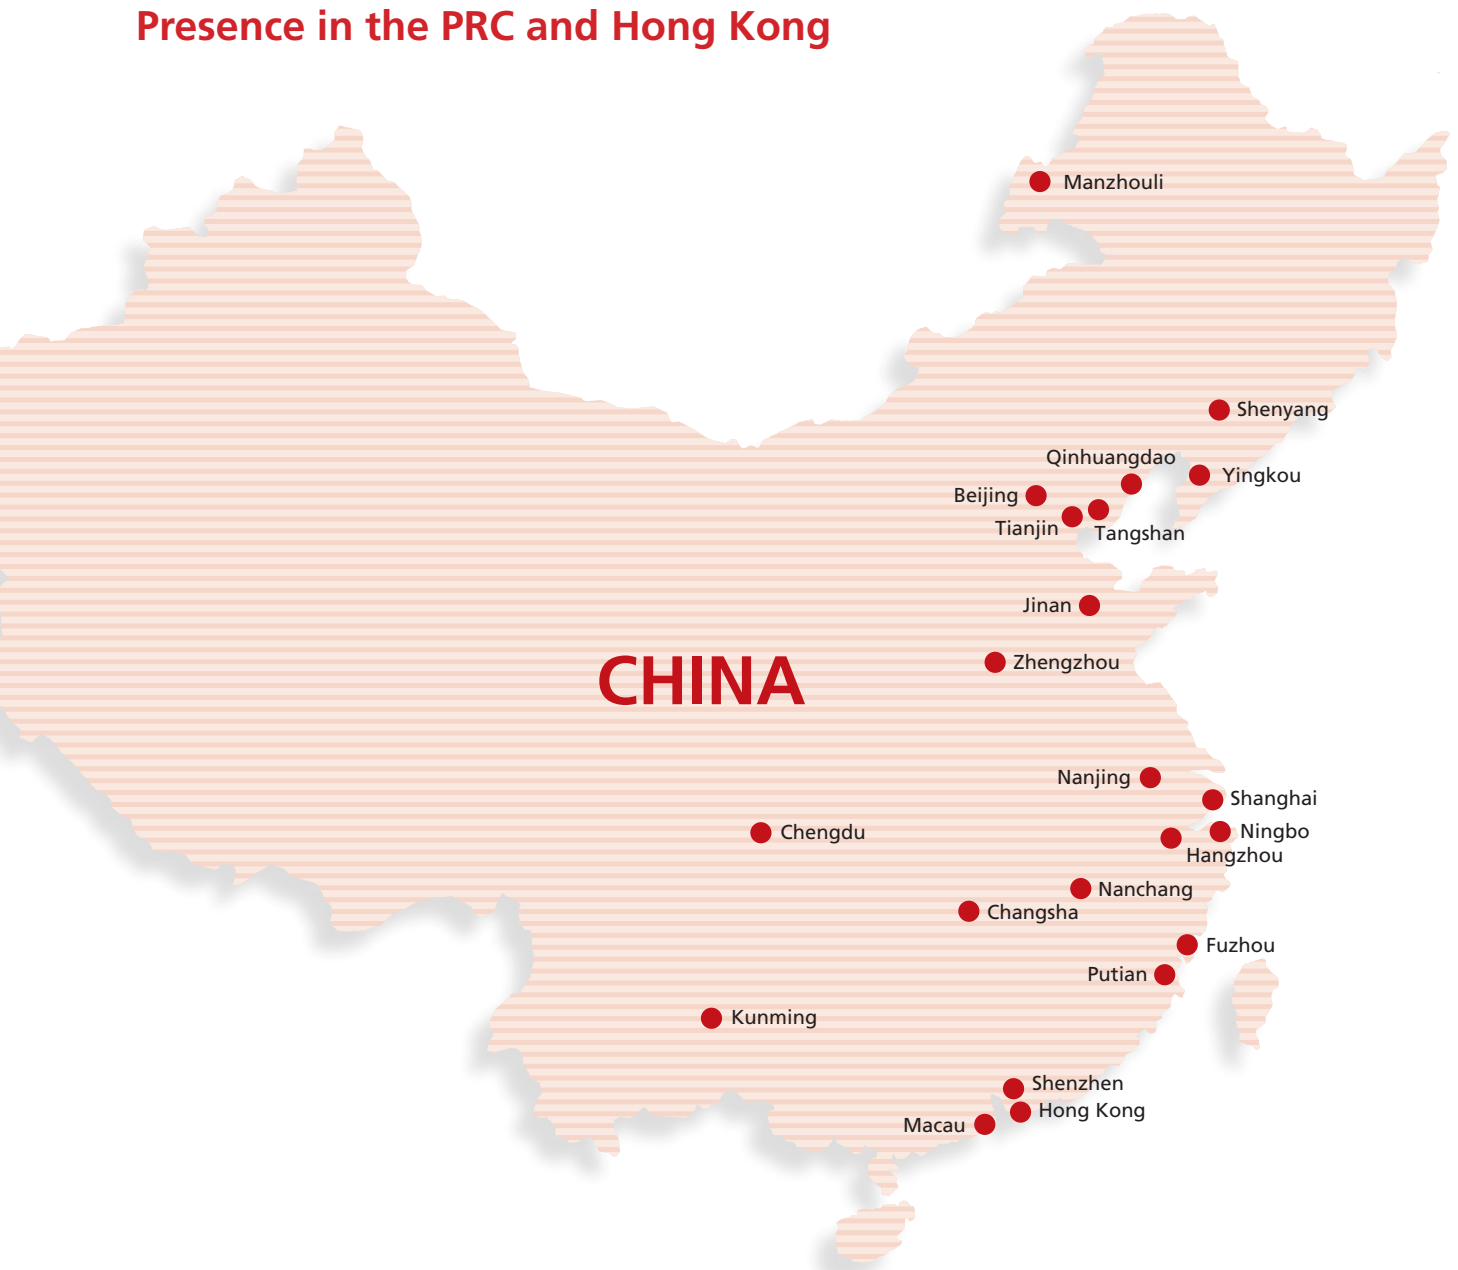 Presence in the PRC and Hong Kong
Manzhouli
Shenyang
Qinhuangdao
Yingkou
Beijing
Tianjin
Tangshan
Jinan
Zhengzhou
CHINA
Nanjing
Shanghai
Chengdu
Ningbo
Hangzhou
Nanchang
Changsha
Fuzhou
Putian
Kunming
Shenzhen
Hong Kong
Macau